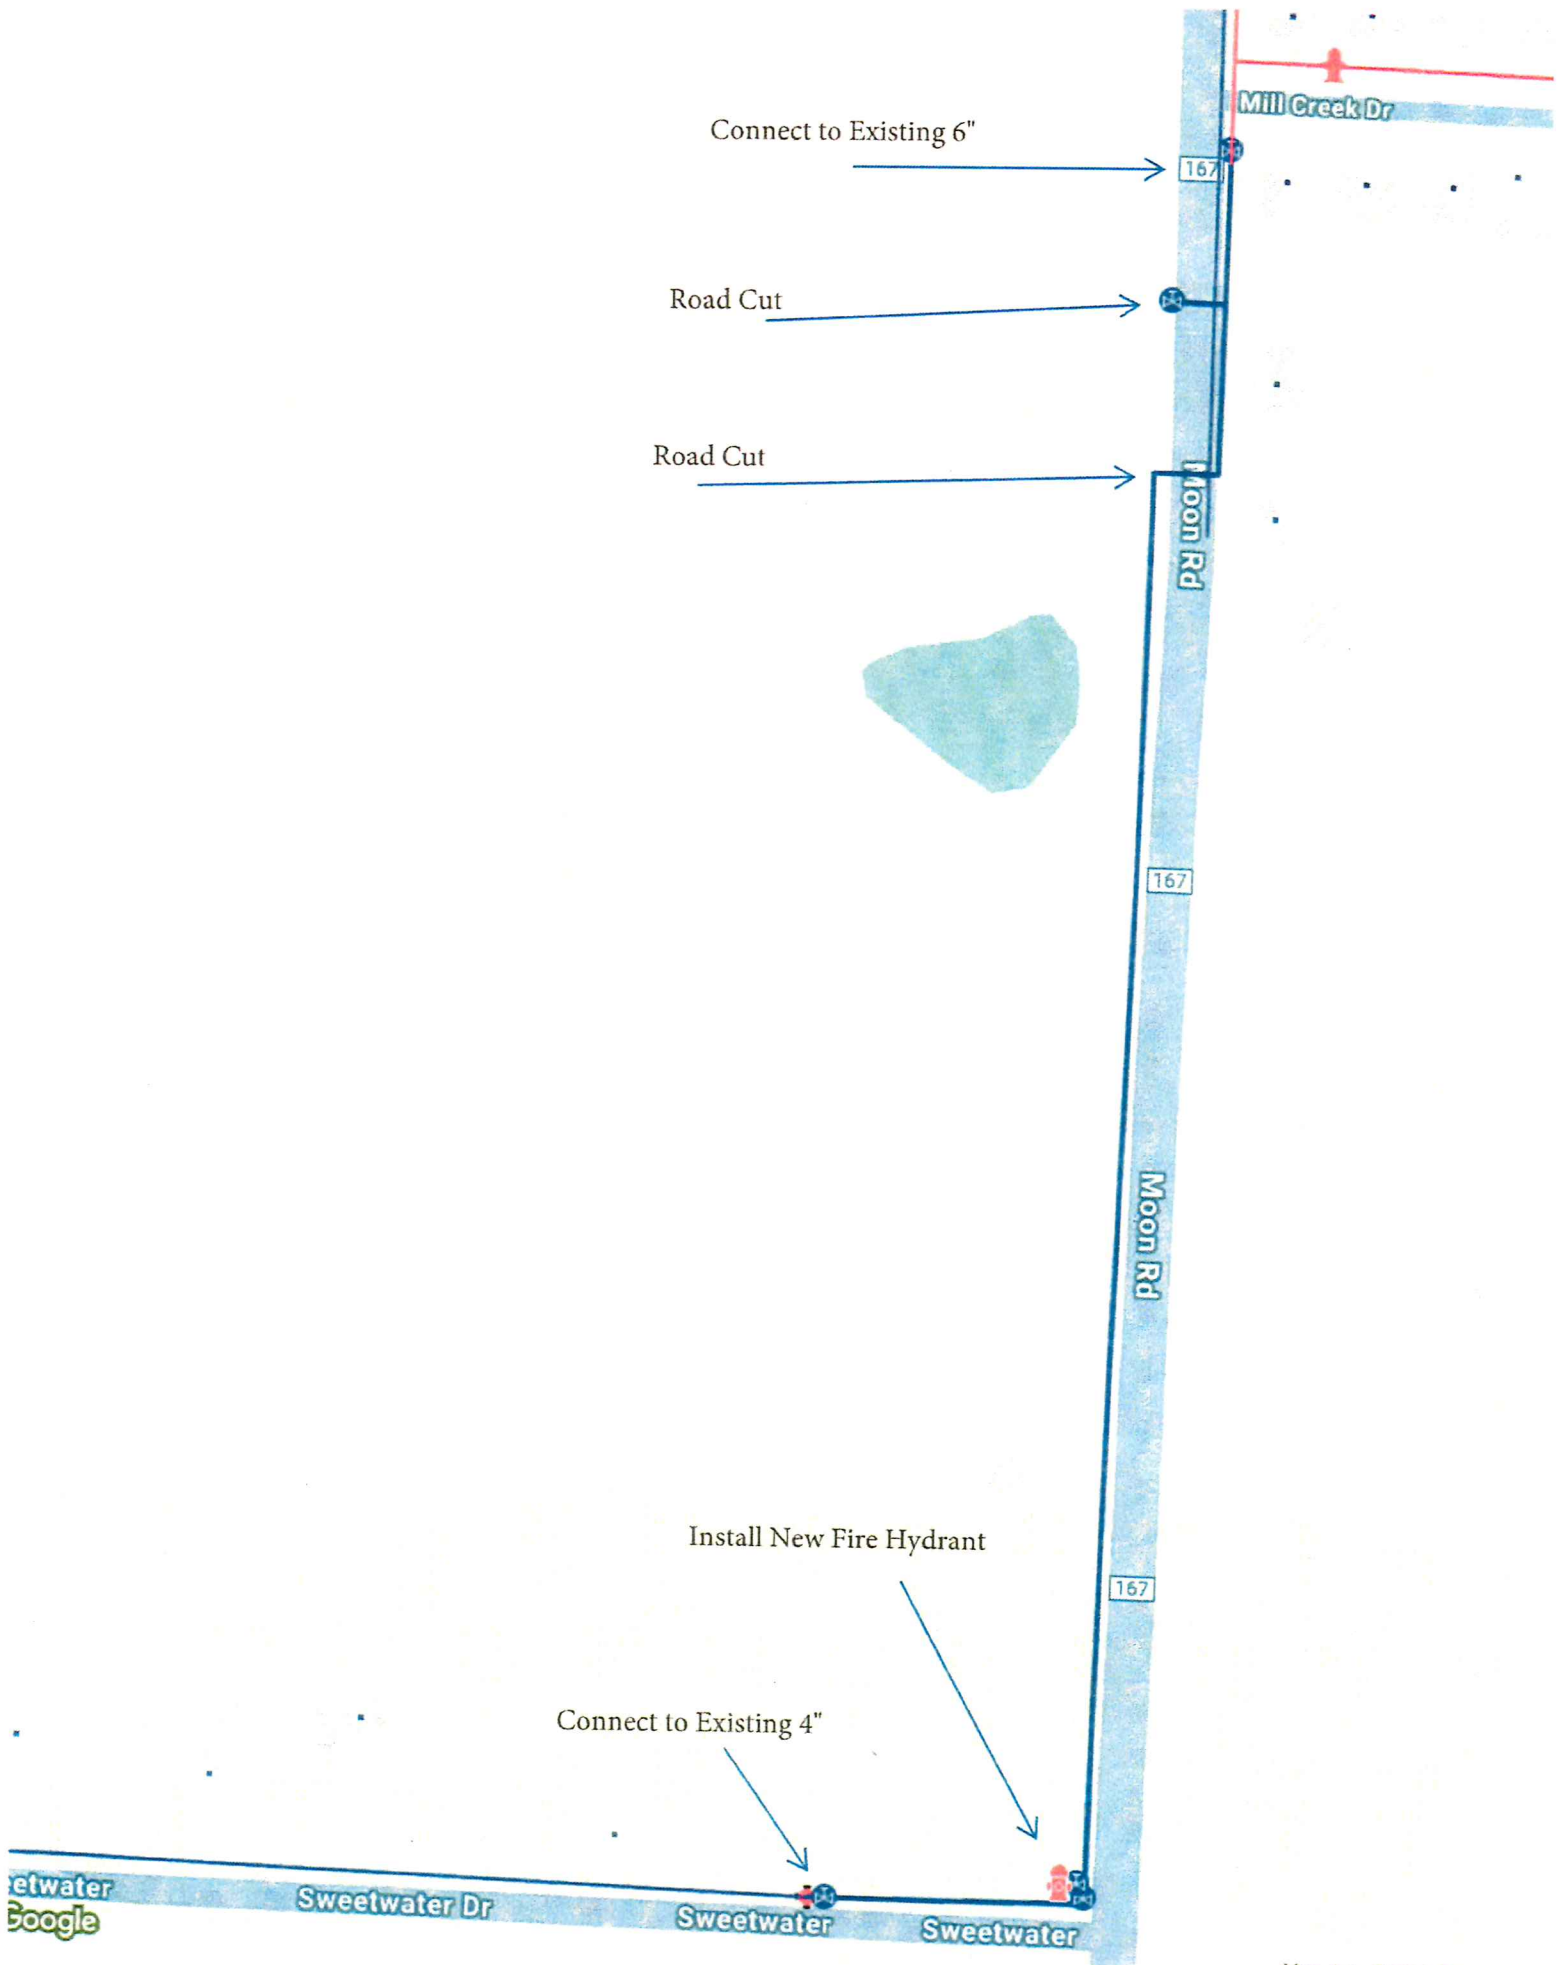 Mill Creek Dr
Connect to Existing 6"
167
Road Cut
Road Cut
Moon Rd
167
Moon Rd
Install New Fire Hydrant
167
Connect to Existing 4"
etwater
Sweetwater Dr
Sweetwater
Sweetwater
Google